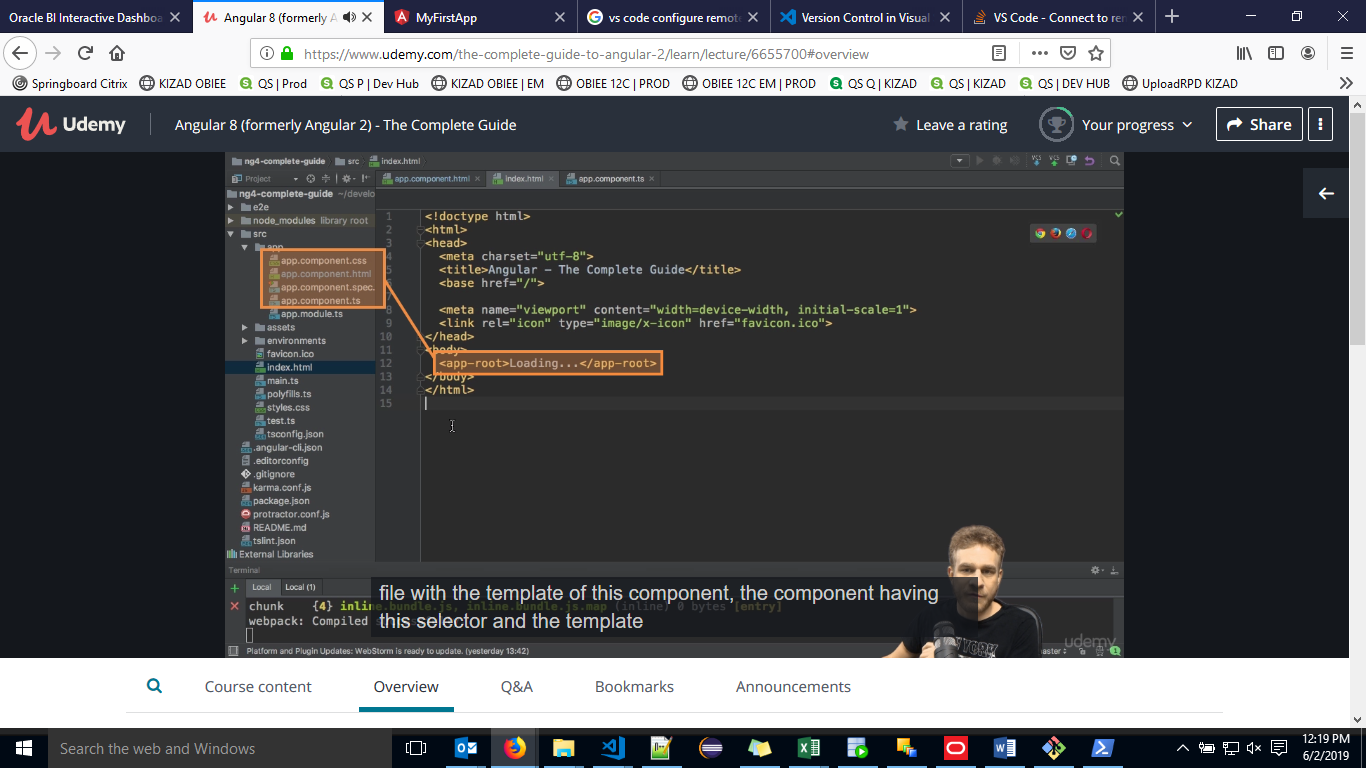 Oracle BI Interactive Dashboa
Angular 8 (formerly A
MyFirstApp
vs code configure remot
Version Control in Visual
VS Code - Connect to rem
https://www.udemy.com/the-complete-guide-to-angular-2/learn/lecture/6655700#overview
Springboard Citrix
KIZAD OBIEE
QS | Prod
QS P | Dev Hub
KIZAD OBIEE | EM
OBIEE 12C | PROD
OBIEE 12C EM | PROD
QS Q | KIZAD
QS | KIZAD
QS | DEV HUB
UploadRPD KIZAD
Udemy
Angular 8 (formerly Angular 2) - The Complete Guide
Leave a rating
Your progress
Share
ng4-complete-guide
src
index.html
Project
app.component.html
index.html
app.component.ts
ng4-complete-guide ~/develo
e2e
node_modules library root
src
app
app.component.css
app.component.html
app.component.spec.
app.component.ts
app.module.ts
assets
environments
favicon.ico
index.html
main.ts
polyfills.ts
styles.css
test.ts
tsconfig.json
.angular-cli.json
.editorconfig
.gitignore
karma.conf.js
package.json
protractor.conf.js
README.md
tslint.json
External Libraries
1 <!doctype html>
2 <html>
3 <head>
4 <meta charset="utf-8">
5 <title>Angular – The Complete Guide</title>
6 <base href="/">
7
8 <meta name="viewport" content="width=device-width, initial-scale=1">
9 <link rel="icon" type="image/x-icon" href="favicon.ico">
10 </head>
11 <body>
12 <app-root>Loading...</app-root>
13 </body>
14 </html>
15
Terminal
Local
Local (1)
chunk {4} inline.bundle.js, inline.bundle.js.map (inline) 0 bytes [entry]
webpack: Compiled
file with the template of this component, the component having
this selector and the template
YORK
udemy
Platform and Plugin Updates: WebStorm is ready to update. (yesterday 13:42)
aster
1
Course content
Overview
Q&A
Bookmarks
Announcements
Search the web and Windows
12:19 PM
6/2/2019